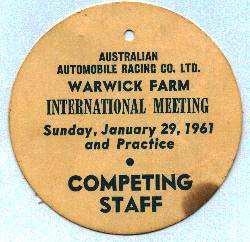 AUSTRALIAN
AUTOMOBILE RACING CO. LTD.
WARWICK FARM
INTERNATIONAL MEETING
Sunday, January 29, 1961
and Practice
•
COMPETING
STAFF